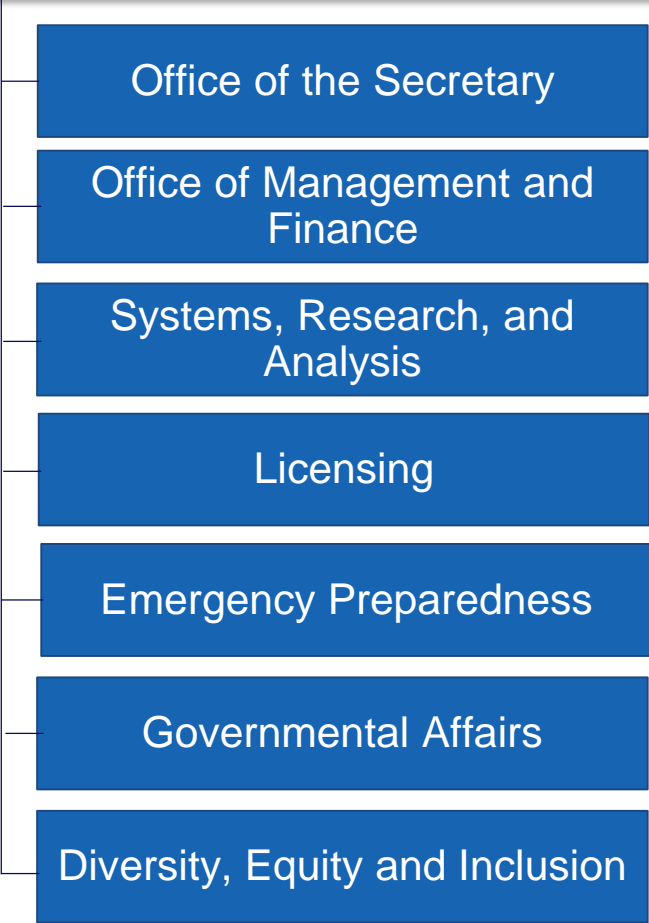 Office of the Secretary
Office of Management and
Finance
Systems, Research, and
Analysis
Licensing
Emergency Preparedness
Governmental Affairs
Diversity, Equity and Inclusion